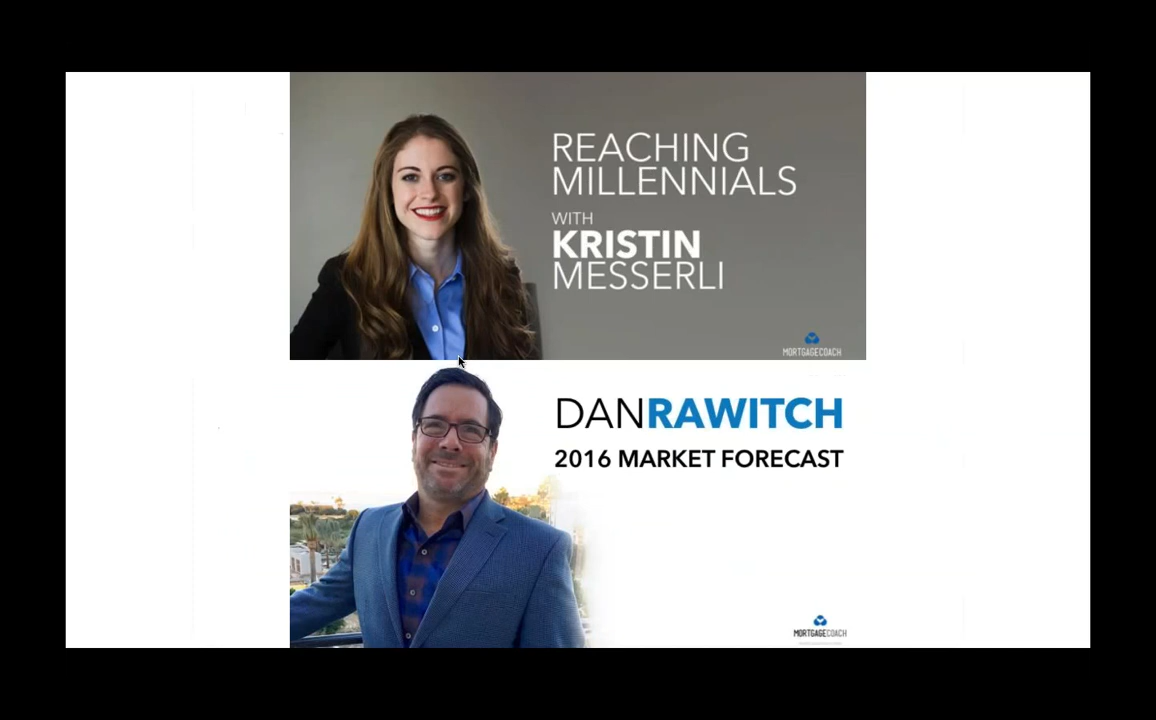 REACHING
MILLENNIALS
WITH
KRISTIN
MESSERLI
MORTGAGECOACH
DANRAWITCH
2016 MARKET FORECAST
MORTGAGECOACH